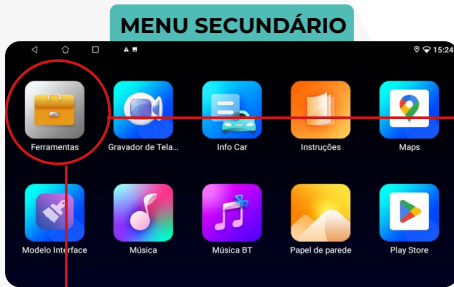 MENU SECUNDÁRIO
15:24
Ferramentas
Gravador de Tela...
Info Car
Instruções
Maps
Modelo Interface
Música
Música BT
Papel de parede
Play Store